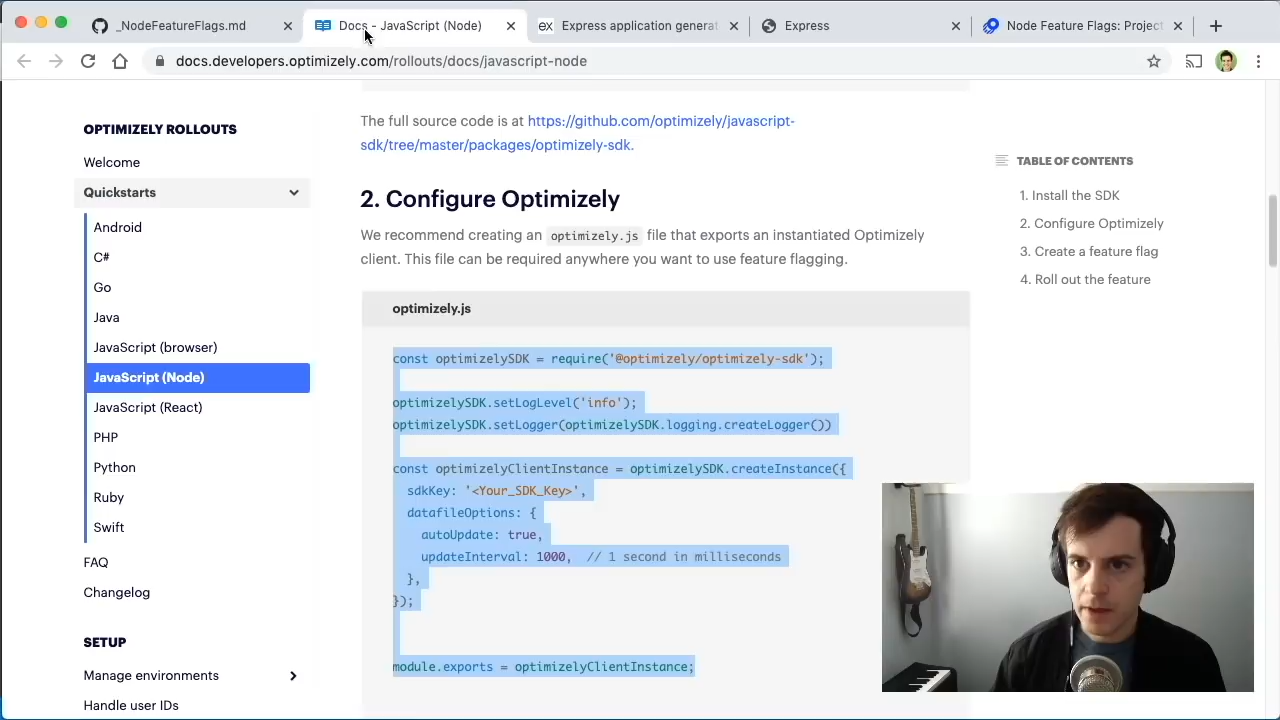 _NodeFeatureFlags.md
Docs - JavaScript (Node)
ex Express application generat
Express
Node Feature Flags: Project
docs.developers.optimizely.com/rollouts/docs/javascript-node
OPTIMIZELY ROLLOUTS
Welcome
Quickstarts
Android
C#
Go
Java
JavaScript (browser)
JavaScript (Node)
JavaScript (React)
PHP
Python
Ruby
Swift
FAQ
Changelog
SETUP
Manage environments
Handle user IDs
The full source code is at https://github.com/optimizely/javascript-
sdk/tree/master/packages/optimizely-sdk.
2. Configure Optimizely
We recommend creating an optimizely.js file that exports an instantiated Optimizely
client. This file can be required anywhere you want to use feature flagging.
optimizely.js
const optimizelySDK = require('@optimizely/optimizely-sdk');
optimizelySDK.setLogLevel('info');
optimizelySDK.setLogger(optimizelySDK.logging.createLogger())
const optimizelyClientInstance = optimizelySDK.createInstance({
sdkKey: '<Your_SDK_Key>',
datafileOptions: {
autoUpdate: true,
updateInterval: 1000, // 1 second in milliseconds
},
});
module.exports = optimizelyClientInstance;
TABLE OF CONTENTS
1. Install the SDK
2. Configure Optimizely
3. Create a feature flag
4. Roll out the feature